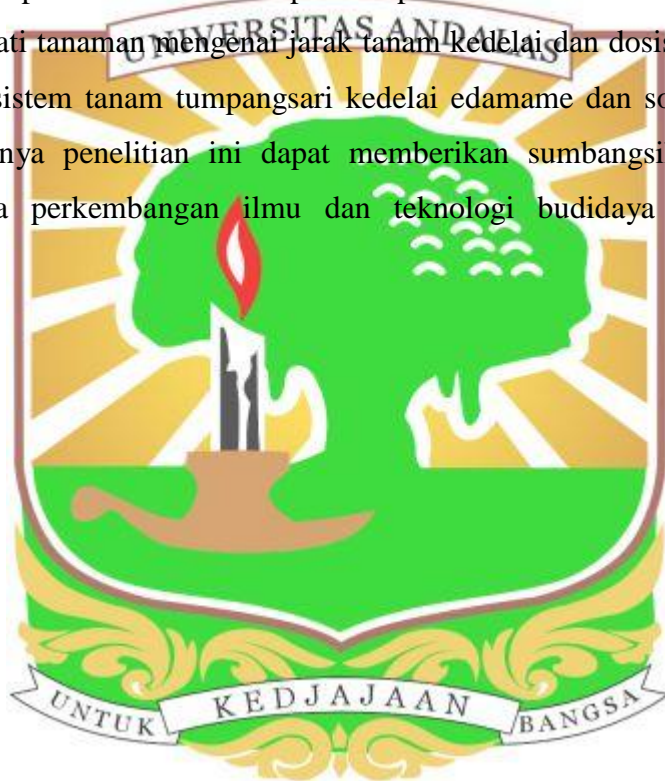 UNIVERSITAS ANDALAS
ati tanaman mengenai jarak tanam kedelai dan dosis
sistem tanam tumpangsari kedelai edamame dan so
nya penelitian ini dapat memberikan sumbangsi
a perkembangan ilmu dan teknologi budidaya
UNTUK KEDJAJAAN BANGSA